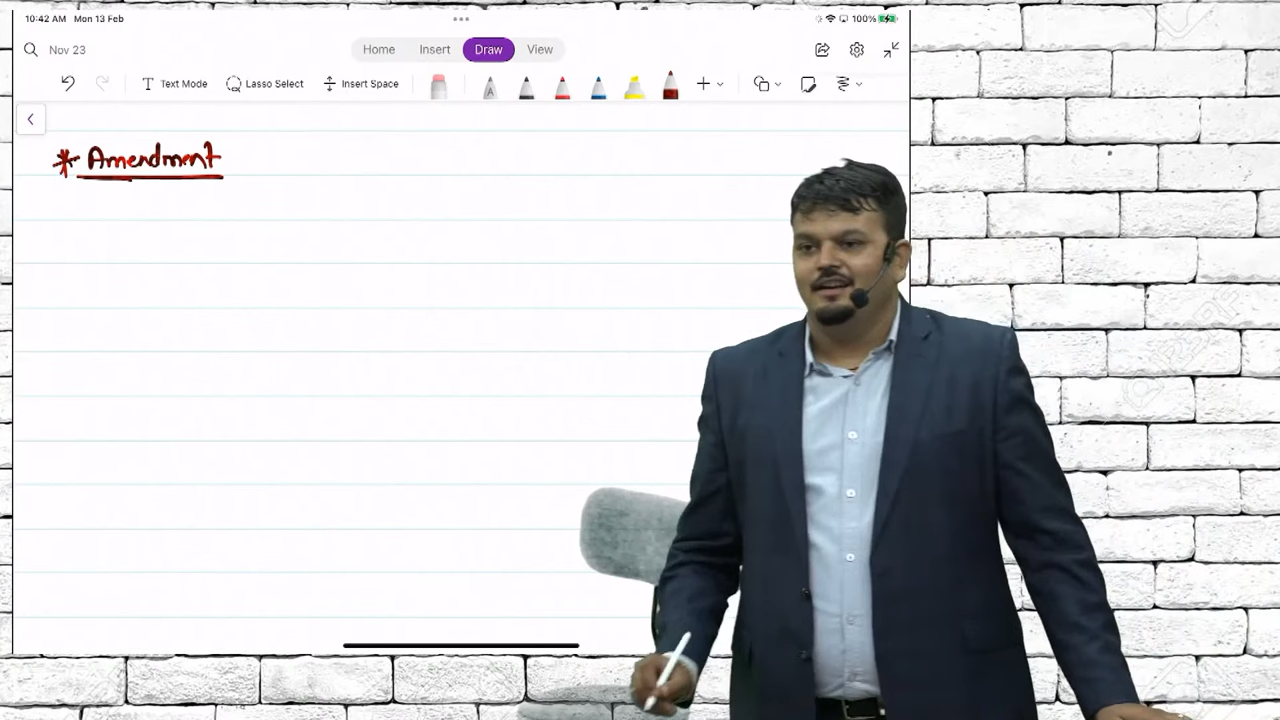 10:42 AM Mon 13 Feb
100%
Nov 23
Home Insert Draw View
Text Mode Lasso Select Insert Space
* Amendment